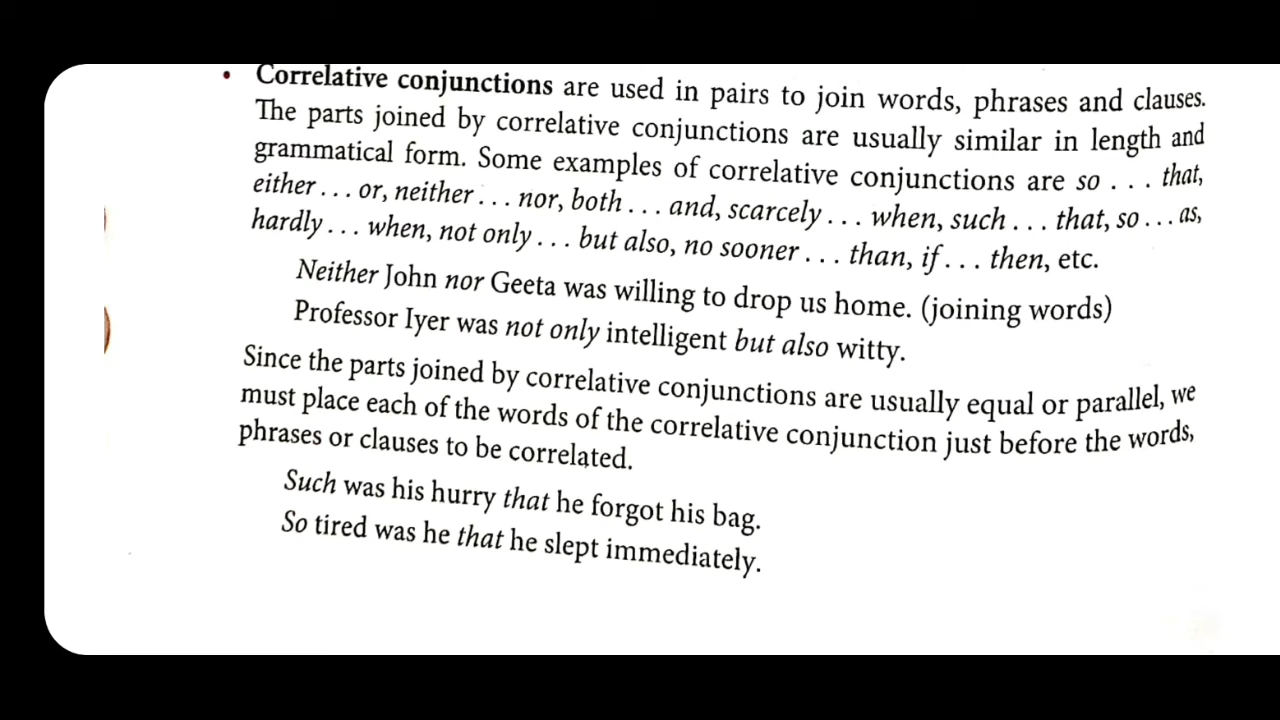 • Correlative conjunctions are used in pairs to join words, phrases and clauses.
The parts joined by correlative conjunctions are usually similar in length and
grammatical form. Some examples of correlative conjunctions are so . . . that,
either . . . or, neither . . . nor, both . . . and, scarcely . . . when, such . . . that, so . . . as,
hardly . . . when, not only . . . but also, no sooner . . . than, if . . . then, etc.
Neither John nor Geeta was willing to drop us home. (joining words)
Professor Iyer was not only intelligent but also witty.
Since the parts joined by correlative conjunctions are usually equal or parallel, we
must place each of the words of the correlative conjunction just before the words,
phrases or clauses to be correlated.
Such was his hurry that he forgot his bag.
So tired was he that he slept immediately.